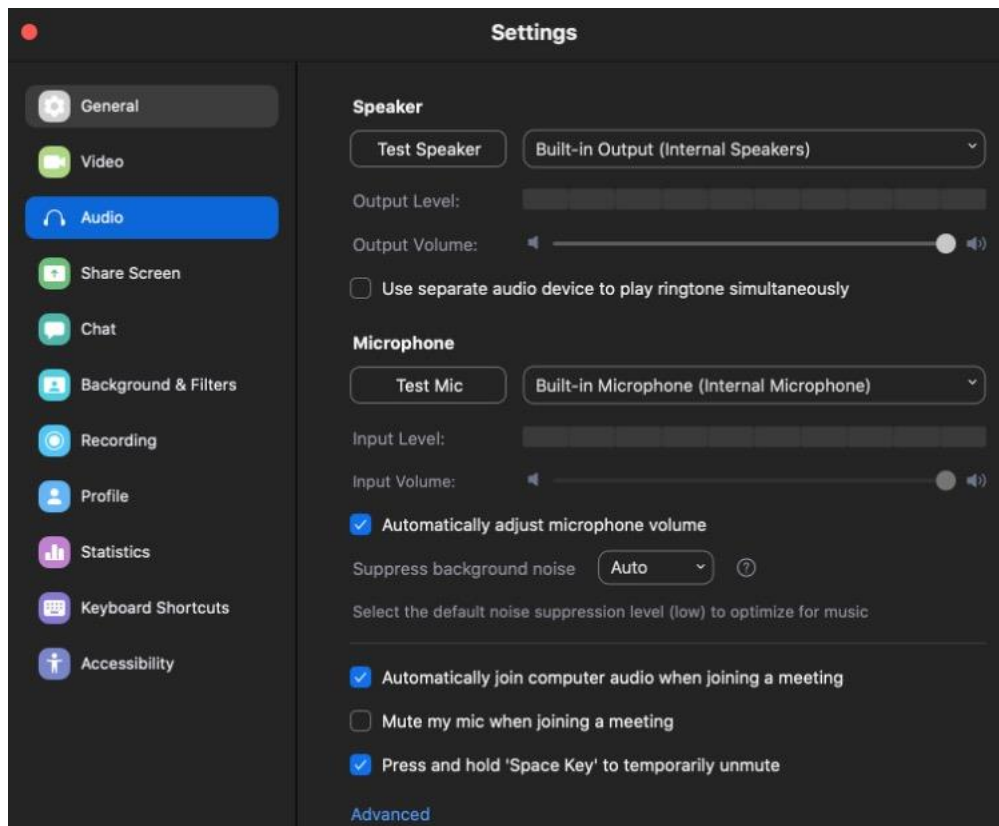 Settings
General
Video
Audio
Share Screen
Chat
Background & Filters
Recording
Profile
Statistics
Keyboard Shortcuts
Accessibility
Speaker
Test Speaker
Built-in Output (Internal Speakers)
Output Level:
Output Volume:
Use separate audio device to play ringtone simultaneously
Microphone
Test Mic
Built-in Microphone (Internal Microphone)
Input Level:
Input Volume:
Automatically adjust microphone volume
Suppress background noise Auto ?
Select the default noise suppression level (low) to optimize for music
Automatically join computer audio when joining a meeting
Mute my mic when joining a meeting
Press and hold 'Space Key' to temporarily unmute
Advanced